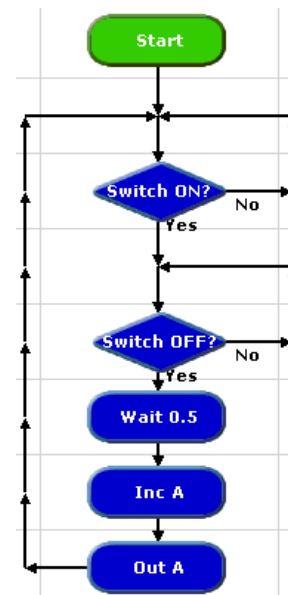 Start
Switch ON?
No
Yes
Switch OFF?
No
Yes
Wait 0.5
Inc A
Out A